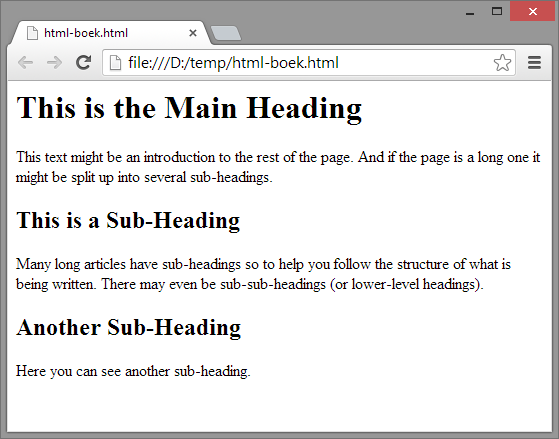 html-boek.html
file:///D:/temp/html-boek.html
This is the Main Heading
This text might be an introduction to the rest of the page. And if the page is a long one it
might be split up into several sub-headings.
This is a Sub-Heading
Many long articles have sub-headings so to help you follow the structure of what is
being written. There may even be sub-sub-headings (or lower-level headings).
Another Sub-Heading
Here you can see another sub-heading.